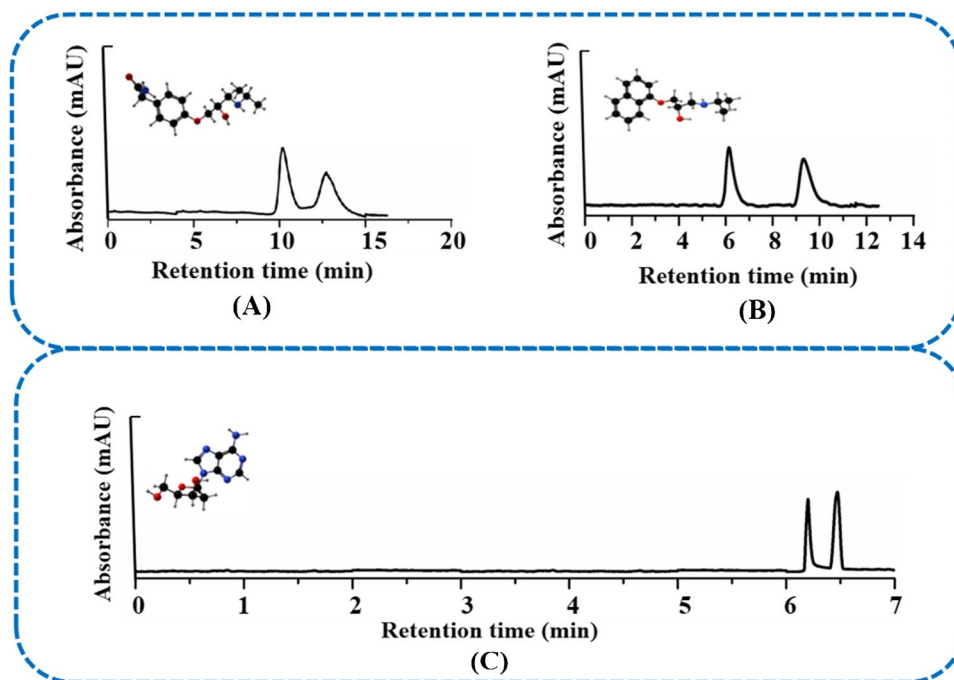 Absorbance (mAU)
0 5 10 15 20
Retention time (min)
(A)
Absorbance (mAU)
0 2 4 6 8 10 12 14
Retention time (min)
(B)
Absorbance (mAU)
0 1 2 3 4 5 6 7
Retention time (min)
(C)